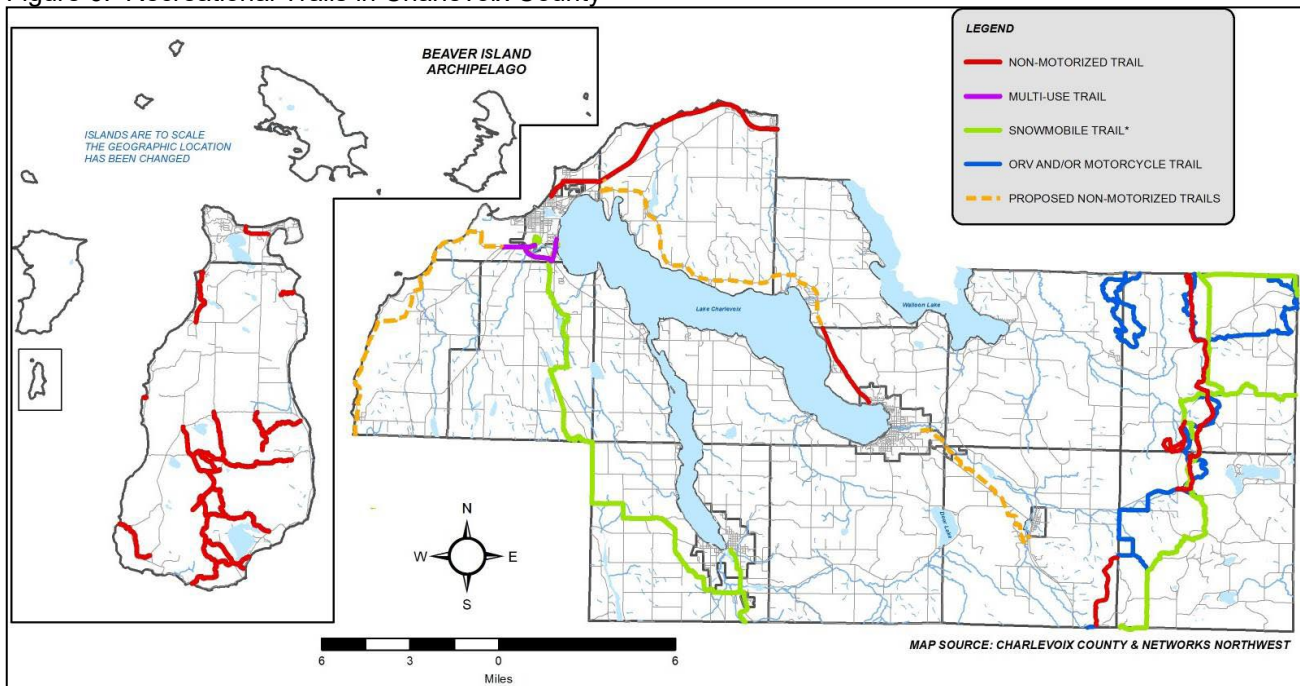 Figure 6: Recreational Trails in Charlevoix County
BEAVER ISLAND
ARCHIPELAGO
ISLANDS ARE TO SCALE
THE GEOGRAPHIC LOCATION
HAS BEEN CHANGED
LEGEND
NON-MOTORIZED TRAIL
MULTI-USE TRAIL
SNOWMOBILE TRAIL*
ORV AND/OR MOTORCYCLE TRAIL
PROPOSED NON-MOTORIZED TRAILS
Walloon Lake
Lake Charlevoix
Deer Lake
N
W E
S
6 3 0 6
Miles
MAP SOURCE: CHARLEVOIX COUNTY & NETWORKS NORTHWEST